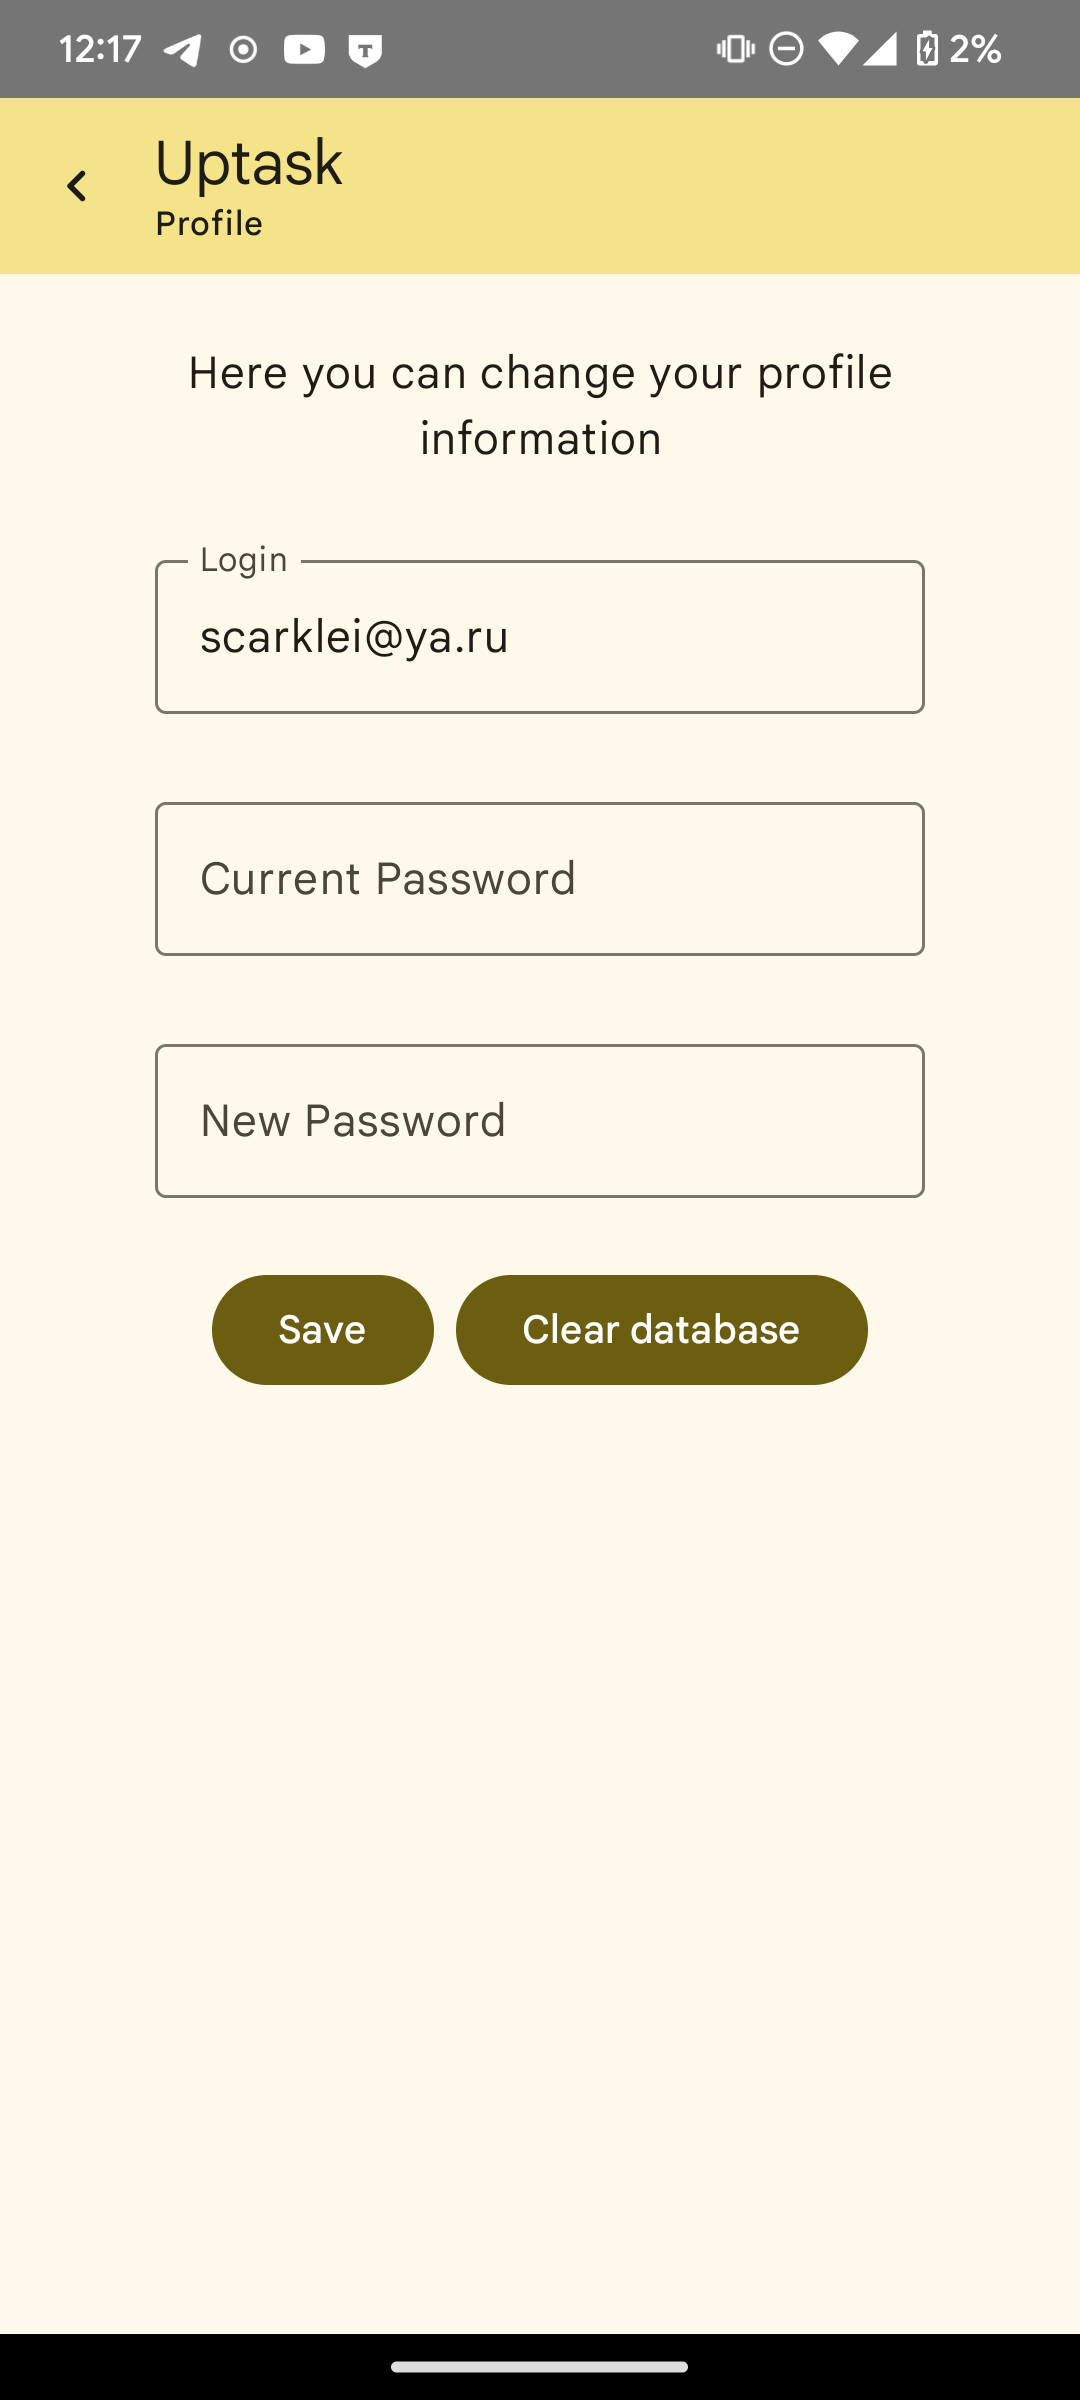 12:17
2%
Uptask
Profile
Here you can change your profile
information
Login
scarklei@ya.ru
Current Password
New Password
Save
Clear database